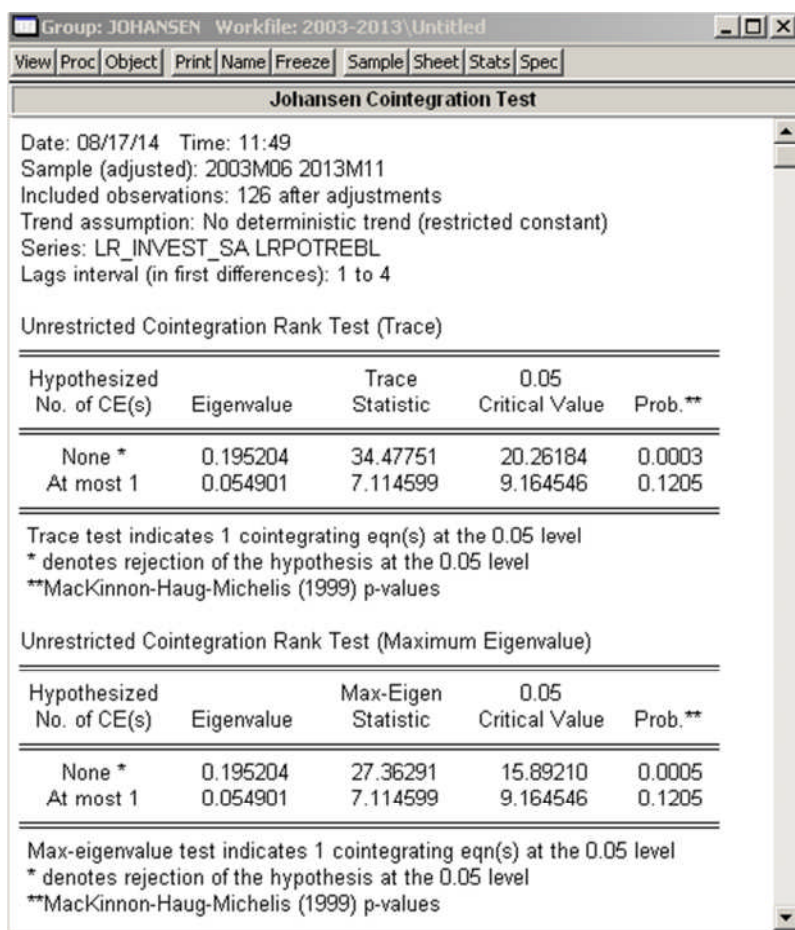 Group: JOHANSEN Workfile: 2003-2013\Untitled
View Proc Object Print Name Freeze Sample Sheet Stats Spec
Johansen Cointegration Test
Date: 08/17/14 Time: 11:49
Sample (adjusted): 2003M06 2013M11
Included observations: 126 after adjustments
Trend assumption: No deterministic trend (restricted constant)
Series: LR_INVEST_SA LRPOTREBL
Lags interval (in first differences): 1 to 4
Unrestricted Cointegration Rank Test (Trace)
Hypothesized Trace 0.05
No. of CE(s) Eigenvalue Statistic Critical Value Prob.**
None * 0.195204 34.47751 20.26184 0.0003
At most 1 0.054901 7.114599 9.164546 0.1205
Trace test indicates 1 cointegrating eqn(s) at the 0.05 level
* denotes rejection of the hypothesis at the 0.05 level
**MacKinnon-Haug-Michelis (1999) p-values
Unrestricted Cointegration Rank Test (Maximum Eigenvalue)
Hypothesized Max-Eigen 0.05
No. of CE(s) Eigenvalue Statistic Critical Value Prob.**
None * 0.195204 27.36291 15.89210 0.0005
At most 1 0.054901 7.114599 9.164546 0.1205
Max-eigenvalue test indicates 1 cointegrating eqn(s) at the 0.05 level
* denotes rejection of the hypothesis at the 0.05 level
**MacKinnon-Haug-Michelis (1999) p-values